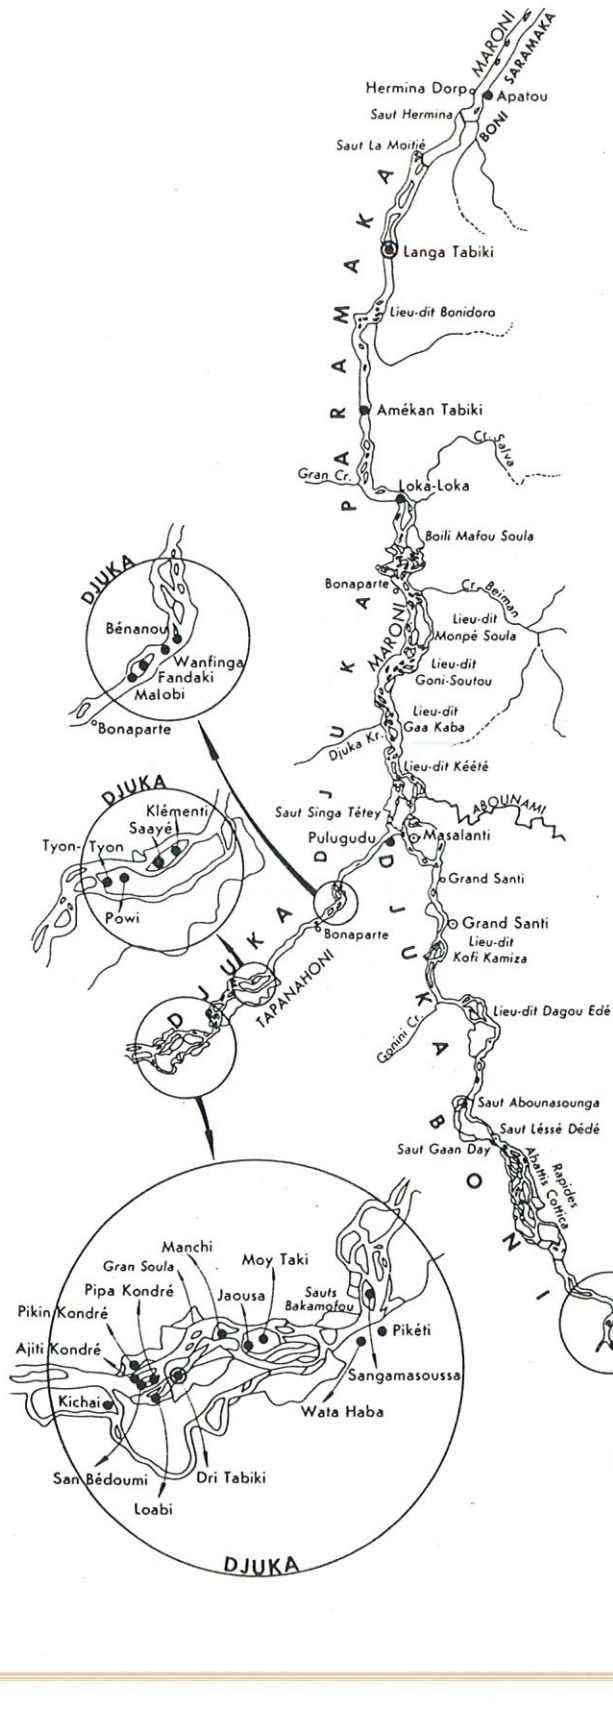 MARONI
SARAMAKA
Hermina Dorp
Apatou
Saut Hermina
BONI
Saut La Moitié
PARAMAKA
Langa Tabiki
Lieu-dit Bonidoro
Amékan Tabiki
Cr. Salva
Gran Cr.
Loka-Loka
Boili Mafou Soula
Bonaparte
Cr. Beiman
MARONI
Lieu-dit
Monpé Soula
Lieu-dit
Goni-Soutou
Lieu-dit
Gaa Kaba
Djuka Kr.
Lieu-dit Kéété
DJUKA
Saut Singa Tétey
ABOUNAMI
Pulugudu
Masalanti
Grand Santi
Grand Santi
Lieu-dit
Kofi Kamiza
DJUKA
Bonaparte
TAPANAHONI
DJUKA
Lieu-dit Dagou Edé
Gonini Cr.
Saut Abounasounga
Saut Léssé Dédé
Saut Gaan Day
Rapides
Abattis Cottica
BONI
DJUKA
Bénanou
Wanfinga
Fandaki
Malobi
Bonaparte
DJUKA
Klémenti
Saayé
Tyon-Tyon
Powi
Manchi
Gran Soula
Moy Taki
Pipa Kondré
Jaousa
Sauts
Bakamofou
Pikin Kondré
Ajiti Kondré
Pikéti
Sangamasoussa
Kichai
Wata Haba
San Bédoumi
Dri Tabiki
Loabi
DJUKA